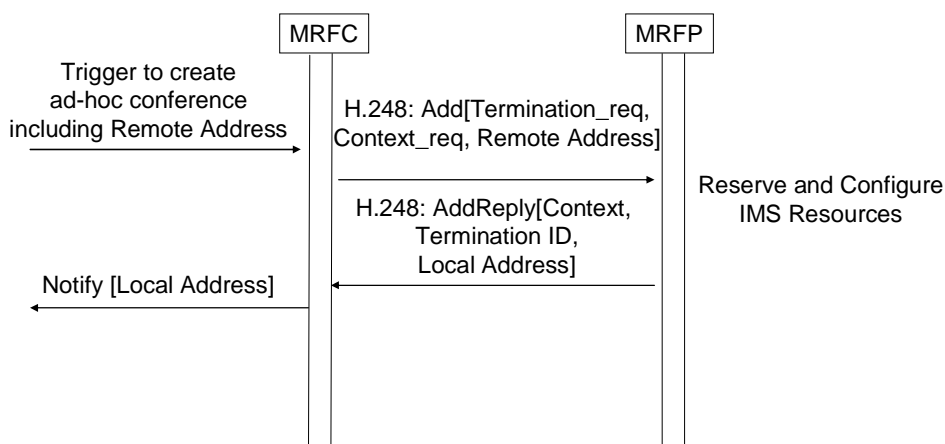 MRFC
MRFP
Trigger to create
ad-hoc conference
including Remote Address
H.248: Add[Termination_req,
Context_req, Remote Address]
Reserve and Configure
IMS Resources
H.248: AddReply[Context,
Termination ID,
Local Address]
Notify [Local Address]